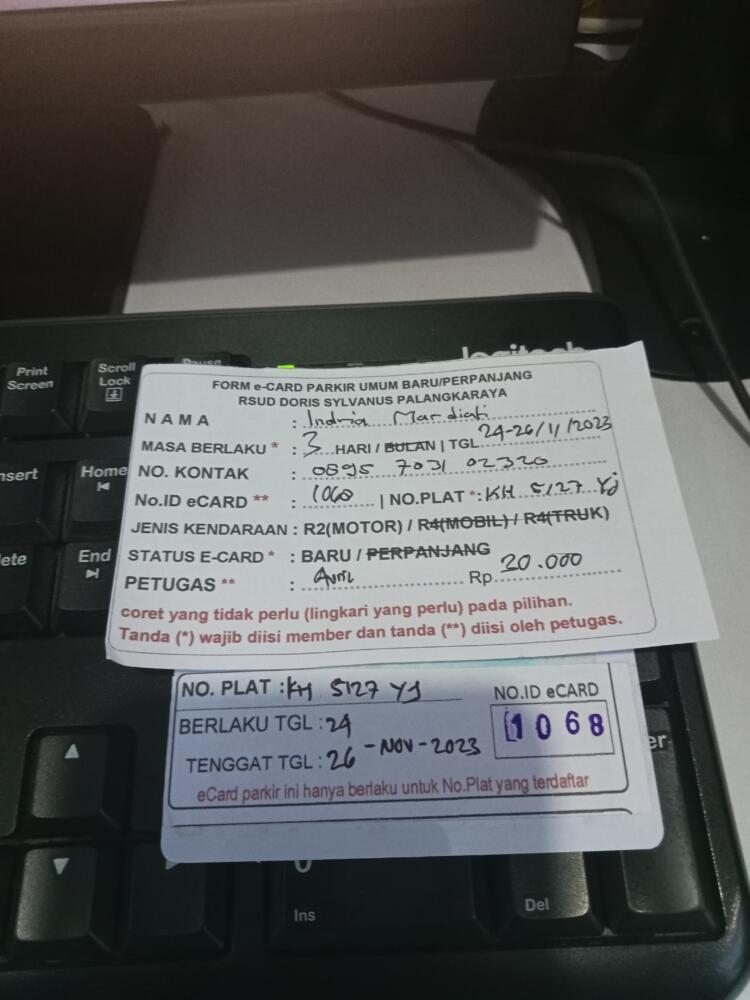 Print
Screen
Scroll
Lock
Pause
logitech
nsert
Home
lete
End
FORM e-CARD PARKIR UMUM BARU/PERPANJANG
RSUD DORIS SYLVANUS PALANGKARAYA
NAMA : Indria Mardiati
MASA BERLAKU * : 3 HARI / BULAN | TGL 24-26/11/2023
NO. KONTAK : 0895 7031 02320
No.ID eCARD ** : 1068 | NO.PLAT *: KH 5127 YJ
JENIS KENDARAAN : R2(MOTOR) / R4(MOBIL) / R4(TRUK)
STATUS E-CARD * : BARU / PERPANJANG
PETUGAS ** : Rp. 20.000
coret yang tidak perlu (lingkari yang perlu) pada pilihan.
Tanda (*) wajib diisi member dan tanda (**) diisi oleh petugas.
NO. PLAT : KH 5127 YJ
NO.ID eCARD
1068
BERLAKU TGL : 24
TENGGAT TGL : 26 - NOV - 2023
eCard parkir ini hanya berlaku untuk No.Plat yang terdaftar
er
0
Ins
Del